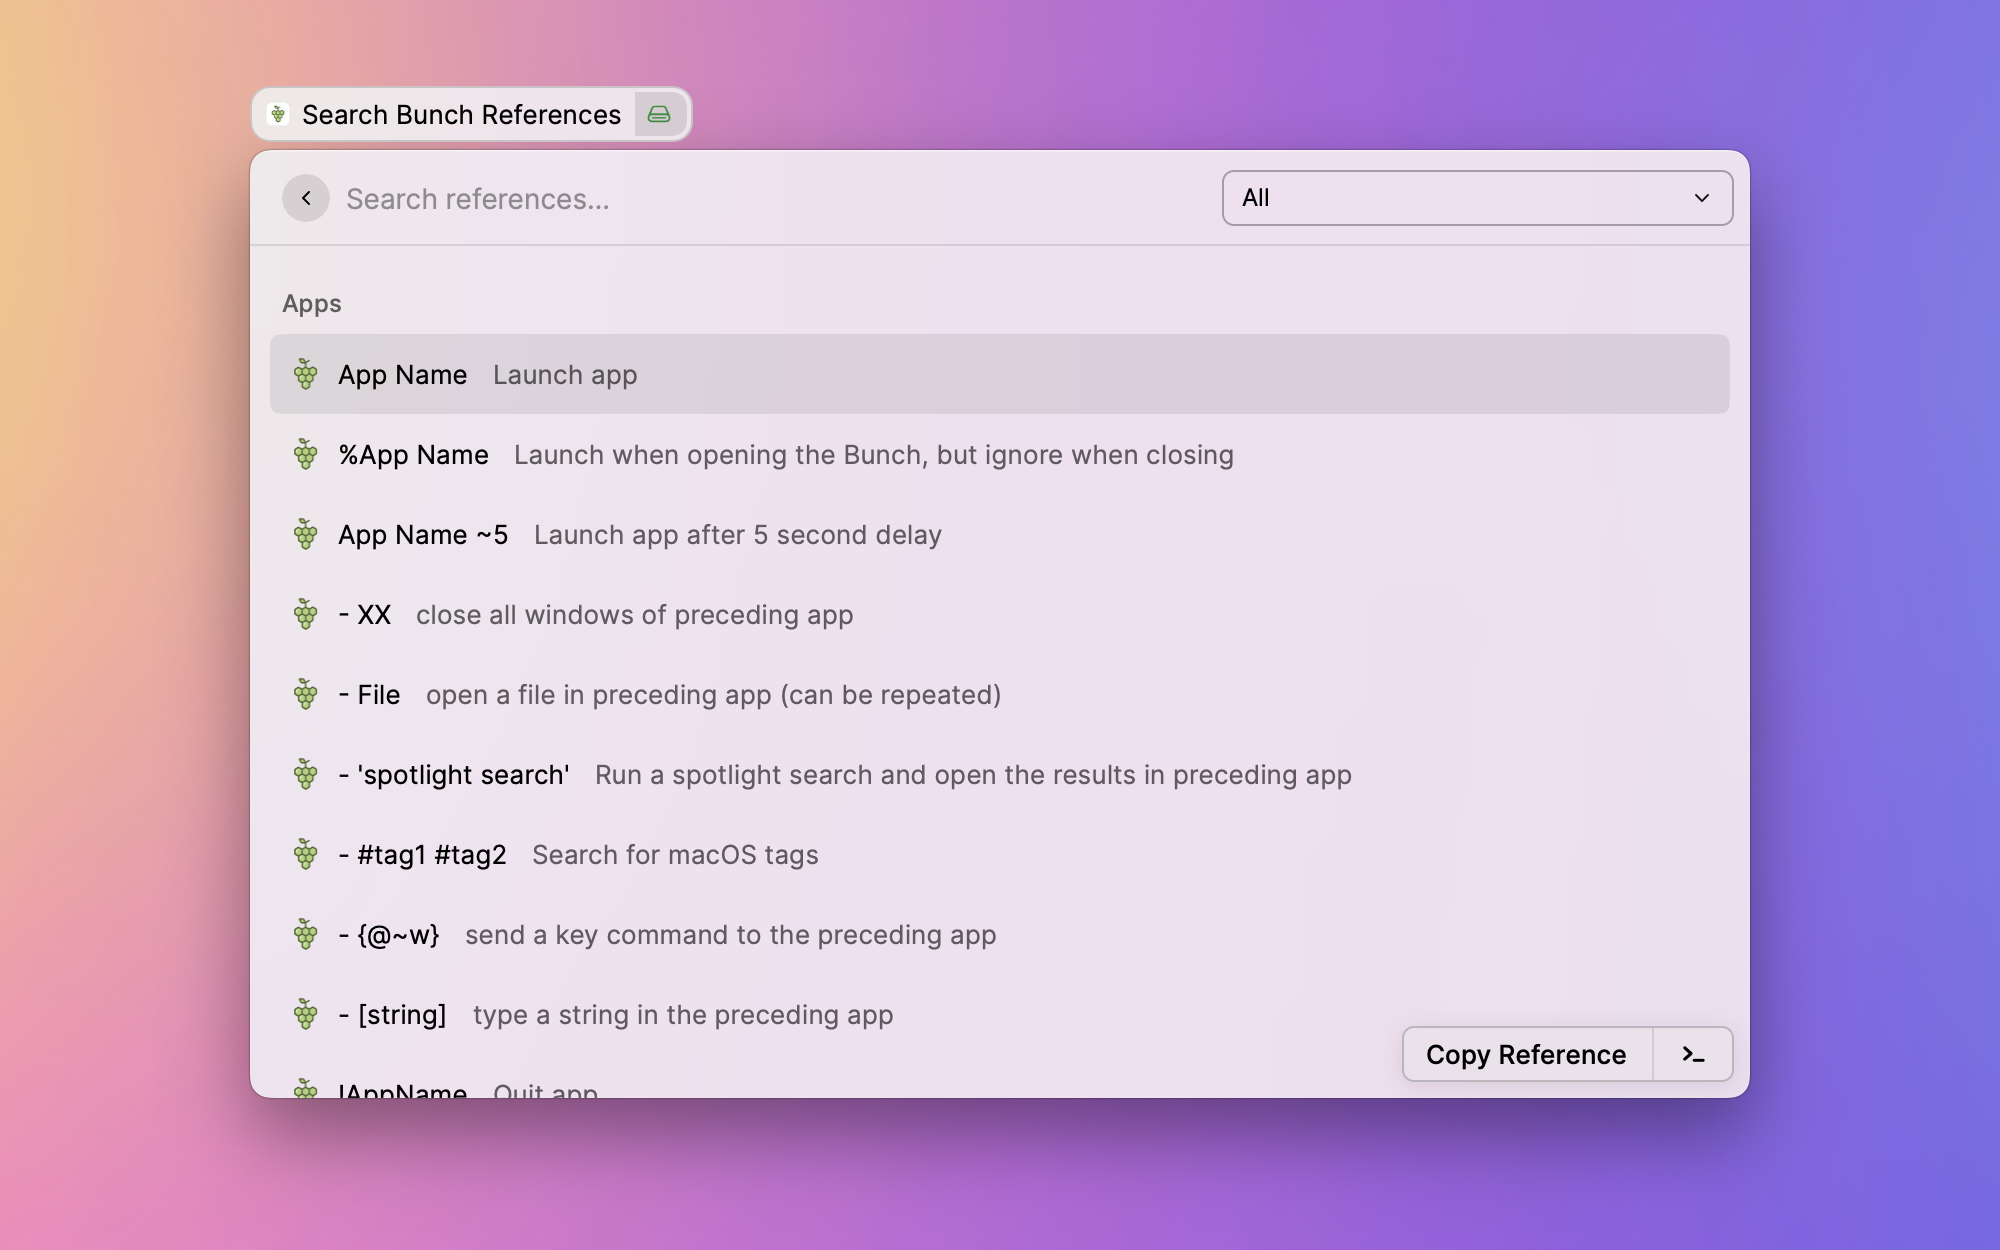 Search Bunch References
Search references...
All
Apps
App Name Launch app
%App Name Launch when opening the Bunch, but ignore when closing
App Name ~5 Launch app after 5 second delay
- XX close all windows of preceding app
- File open a file in preceding app (can be repeated)
- 'spotlight search' Run a spotlight search and open the results in preceding app
- #tag1 #tag2 Search for macOS tags
- {@~w} send a key command to the preceding app
- [string] type a string in the preceding app
Copy Reference >_
!AppName Quit app